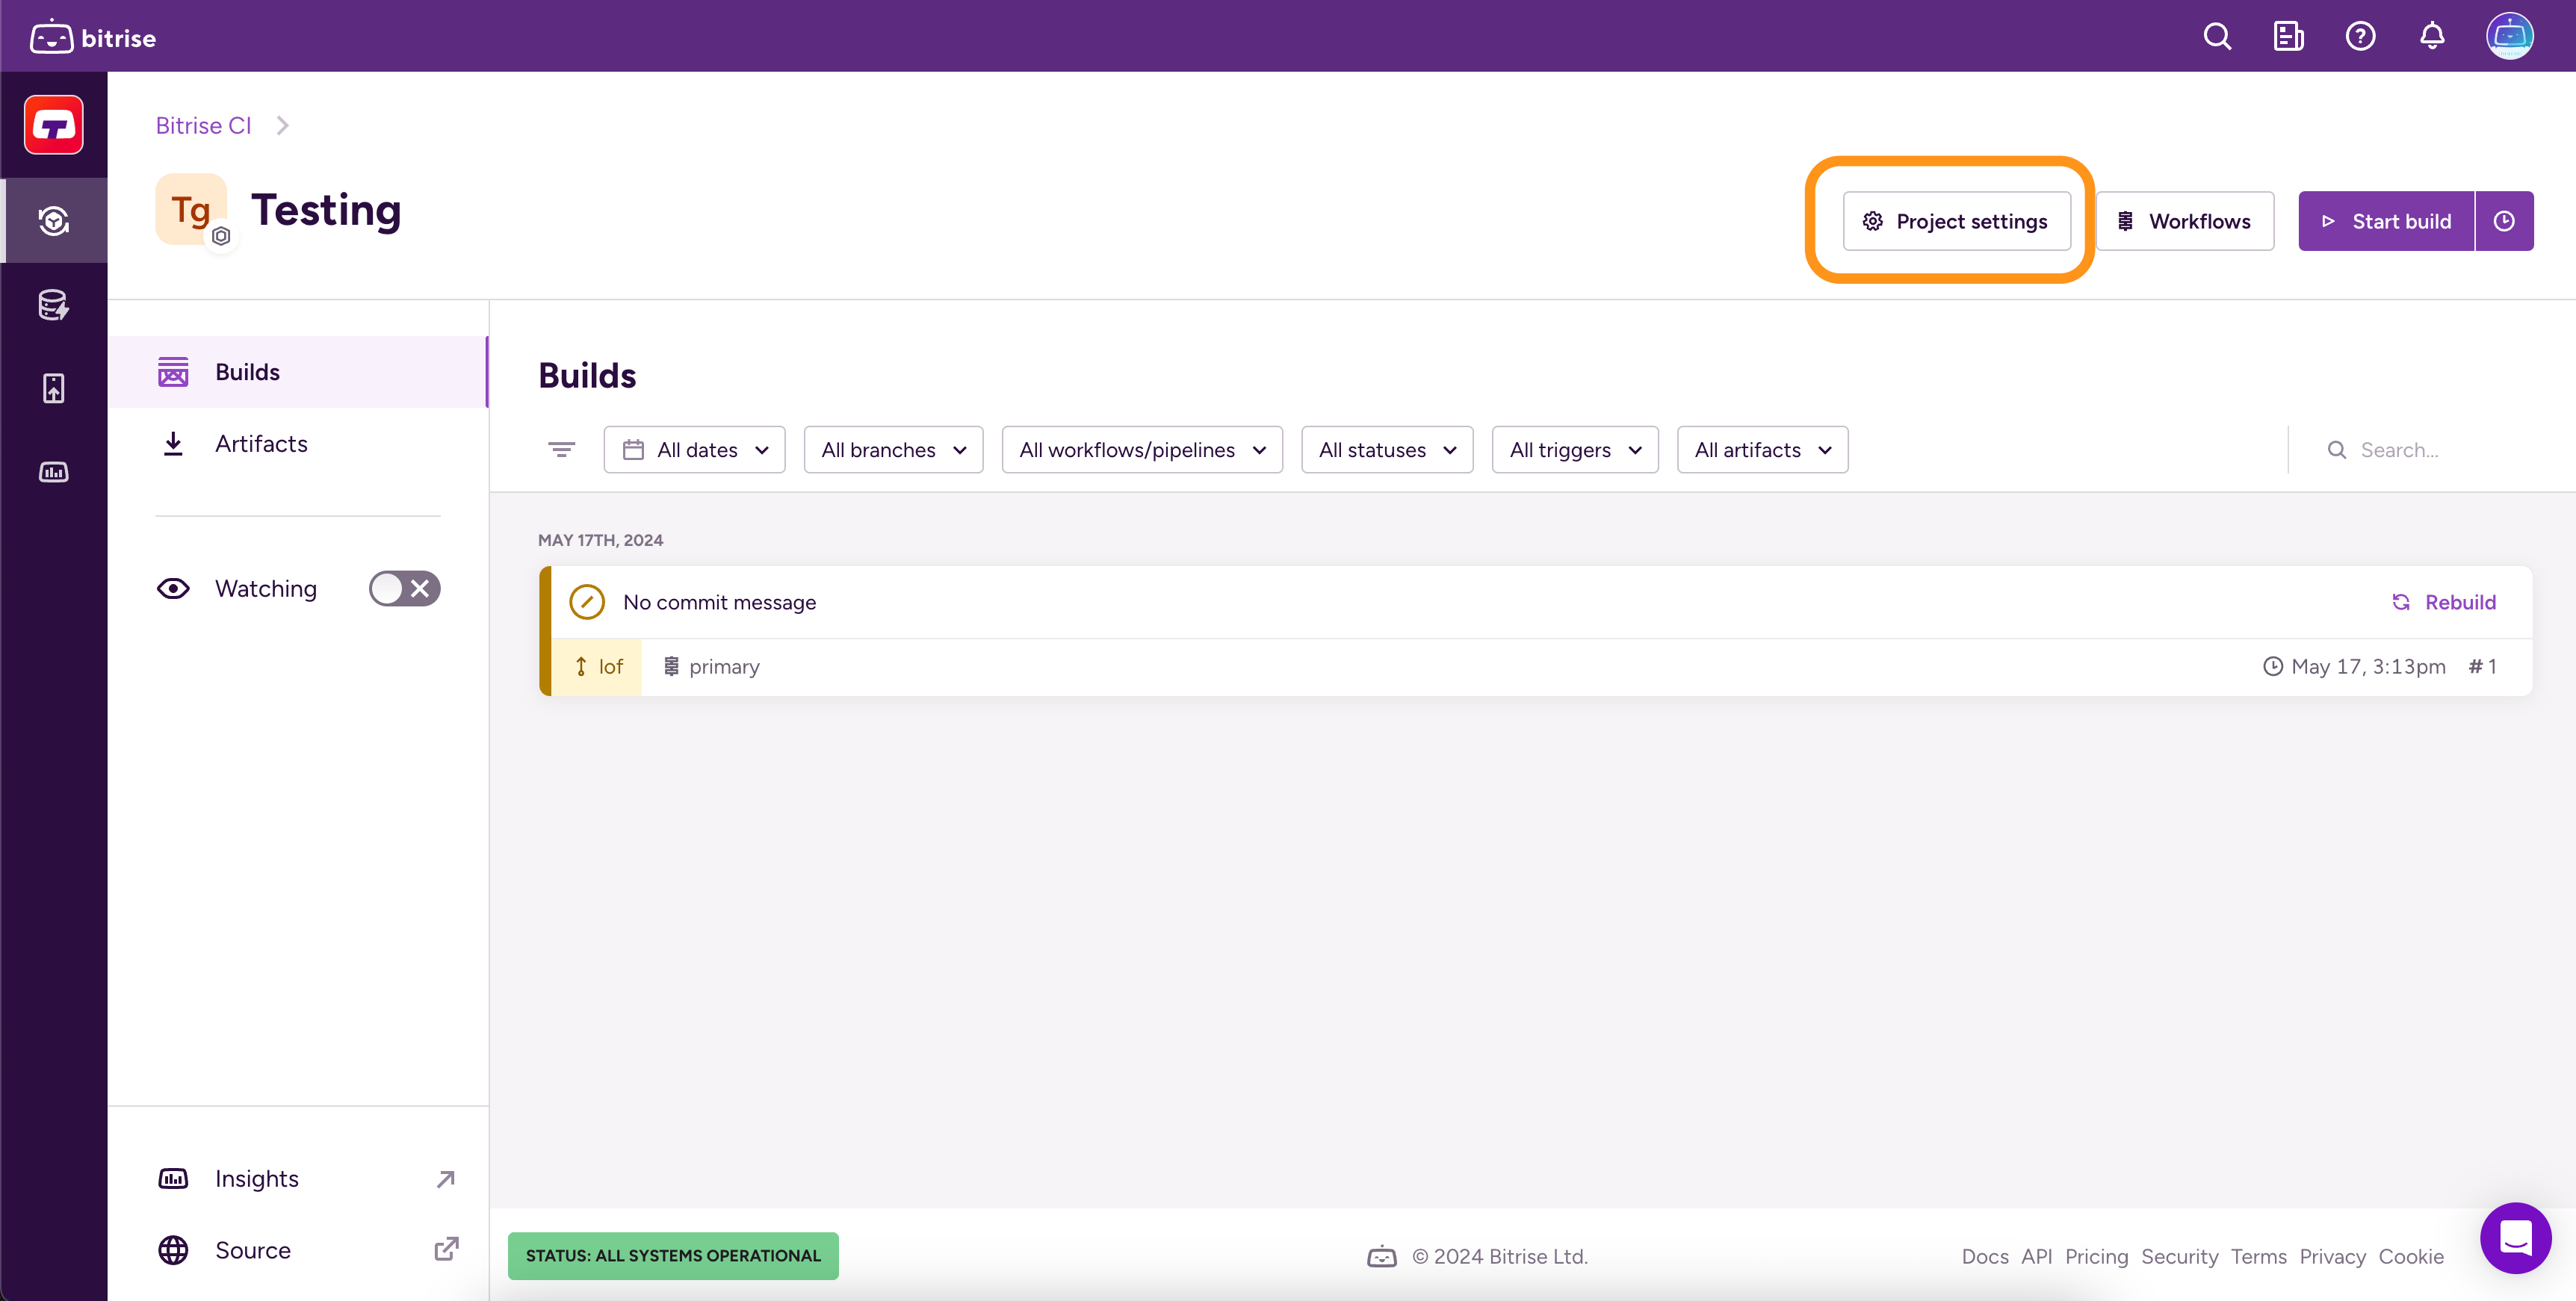 bitrise
Bitrise CI
Tg
Testing
Project settings
Workflows
Start build
Builds
Artifacts
Watching
Insights
Source
Builds
All dates
All branches
All workflows/pipelines
All statuses
All triggers
All artifacts
Search...
MAY 17TH, 2024
No commit message
Rebuild
lof
primary
May 17, 3:13pm
# 1
STATUS: ALL SYSTEMS OPERATIONAL
© 2024 Bitrise Ltd.
Docs API Pricing Security Terms Privacy Cookie